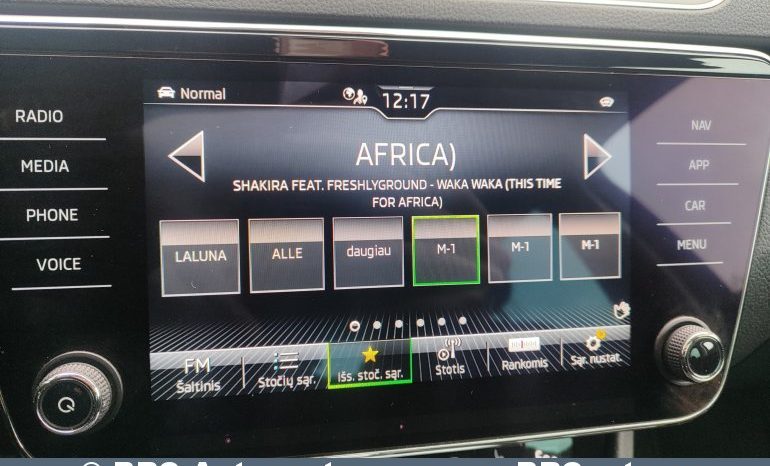 Normal
12:17
RADIO
MEDIA
PHONE
VOICE
NAV
APP
CAR
MENU
AFRICA)
SHAKIRA FEAT. FRESHLYGROUND - WAKA WAKA (THIS TIME
FOR AFRICA)
LALUNA
ALLE
daugiau
M-1
M-1
M-1
FM
Šaltinis
Stočių sąr.
Išs. stoč. sąr.
Stotis
Rankomis
Sąr. nustat.